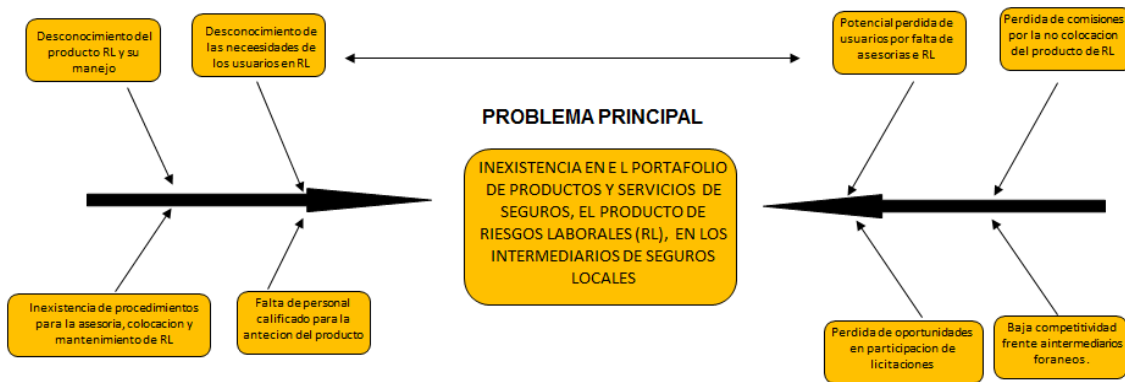 Desconocimiento del
producto RL y su
manejo
Desconocimiento de
las neceesidades de
los usuarios en RL
Potencial perdida de
usuarios por falta de
asesorias e RL
Perdida de comisiones
por la no colocacion
del producto de RL
PROBLEMA PRINCIPAL
INEXISTENCIA EN E L PORTAFOLIO
DE PRODUCTOS Y SERVICIOS DE
SEGUROS, EL PRODUCTO DE
RIESGOS LABORALES (RL), EN LOS
INTERMEDIARIOS DE SEGUROS
LOCALES
Inexistencia de procedimientos
para la asesoria, colocacion y
mantenimiento de RL
Falta de personal
calificado para la
antecion del producto
Perdida de oportunidades
en participacion de
licitaciones
Baja competitividad
frente aintermediarios
foraneos .